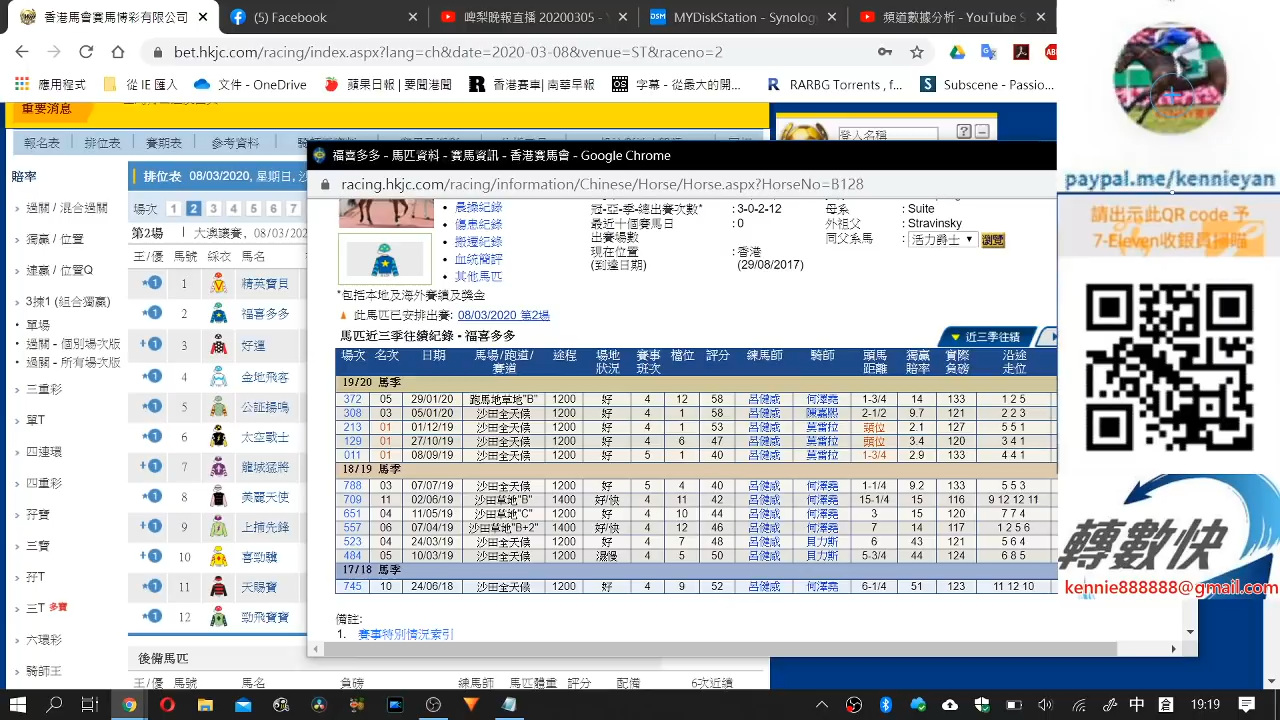 香港馬會賽馬彩影有限公司
(5) Facebook
MYDiskStation - Synolog
頻道數據分析 - YouTube S
bet.hkjc.com/racing/index.aspx?lang=ch&date=2020-03-08&venue=ST&raceno=2
應用程式
從 IE 匯入
文件 - OneDrive
蘋果日報 | 愛風潮聞
香港賽事| 南華早報
字幕 - 從最大的開...
RARBG Torrents , f...
Subscene - Passio...
重要消息
報名表
排位表
賽期表
參考資料
登入名稱
賠率
排位表 08/03/2020, 星期日, 沙
過關 / 混合過關
場次 1 2 3 4 5 6 7
獨贏 / 位置
第2場
08/03/202
連贏 / 位置Q
王/優 馬號 綵衣 馬名
3揀1 (組合獨贏)
單場
過關 - 個別場次版
過關 - 所有場次版
三重彩
單T
四連環
四重彩
孖寶
三寶
孖T
三T 多寶
六環彩
騎師王
1 精英寶貝
2 福喜多多
3
4 金地飛客
5 公証揚鳴
6 太空戰士
7 龍城猛將
8 美麗天使
9 上捕先鋒
10 喜勁驄
11 天賜寶
12 勁飛寶寶
後備馬匹
王/優 馬號 馬名 負磅 練馬師 馬匹體重 評分 配備 6次近績
福喜多多 - 馬匹資料 - 賽馬資訊 - 香港賽馬會 - Google Chrome
racing.hkjc.com/racing/information/Chinese/Horse/Horse.aspx?HorseNo=B128
晨操紀錄
傷患紀錄
搬運紀錄
血統簡評
其他馬匹
冠-亞-季-總出賽次數* : 3-0-2-12
最近十個賽馬日
出賽場數 : 0
現在位置
(到達日期) : 香港
(29/08/2017)
母系 : Suite
外祖父 : Stravinsky
同父系馬 : 活力爵士 瀏覽
*包括本地及海外賽績及獎金
此馬匹已安排出賽: 08/03/2020 第2場
馬匹近三季往績紀錄 - 福喜多多
近三季往績
場次 名次 日期 馬場/跑道/賽道 途程 場地狀況 賽事班次 檔位 評分 練馬師 騎師 頭馬距離 獨贏賠率 實際負磅 沿途走位
19/20 馬季
372 05 /01/20 跑馬地草地"B" 1200 好 4 12 58 呂健威 何澤堯 1-3/4 14 133 1 2 5
308 03 /20 沙田全天候 1200 好 4 1 58 呂健威 陳嘉熙 2-1/2 9.7 121 2 2 3
213 01 /12/19 沙田全天候 1200 好 4 1 53 呂健威 莫雷拉 頭位 2.1 127 5 5 1
129 01 27/10/19 沙田全天候 1200 好 4 6 47 呂健威 莫雷拉 頭位 3.4 120 3 4 1
011 01 /09/19 沙田全天候 1200 好 5 1 40 呂健威 莫雷拉 1-3/4 2.9 133 4 4 1
18/19 馬季
788 03 07/07/19 沙田全天候 1200 好 5 4 40 呂健威 何澤堯 1-1/4 9.2 133 5 5 3
709 11 02/06/19 沙田草地"B" 1400 好/快 4 11 42 呂健威 何澤堯 15-1/4 15 116 9 12 12 11
651 04 11/05/19 沙田草地"C" 1200 好 4 10 44 呂健威 何澤堯 3 15 120 7 7 4
557 06 07/04/19 沙田草地"B+2" 1400 好/快 4 12 46 呂健威 何澤堯 7 14 117 1 2 5 6
523 04 24/03/19 沙田全天候 1200 好 4 7 48 呂健威 貝力斯 6 43 121 5 6 4
484 05 10/03/19 沙田全天候 1200 濕慢 4 5 50 呂健威 貝力斯 5-3/4 44 124 6 8 5
17/18 馬季
745 10 24/06/18 沙田全天候 1200 好 4 9 52 呂健威 何澤堯 6-1/4 51 123 11 12 10
備註:
1. 賽事特別情況索引
paypal.me/kennieyan
請出示此QR code 予
7-Eleven收銀員掃瞄
轉數快
kennie888888@gmail.com
中
19:19